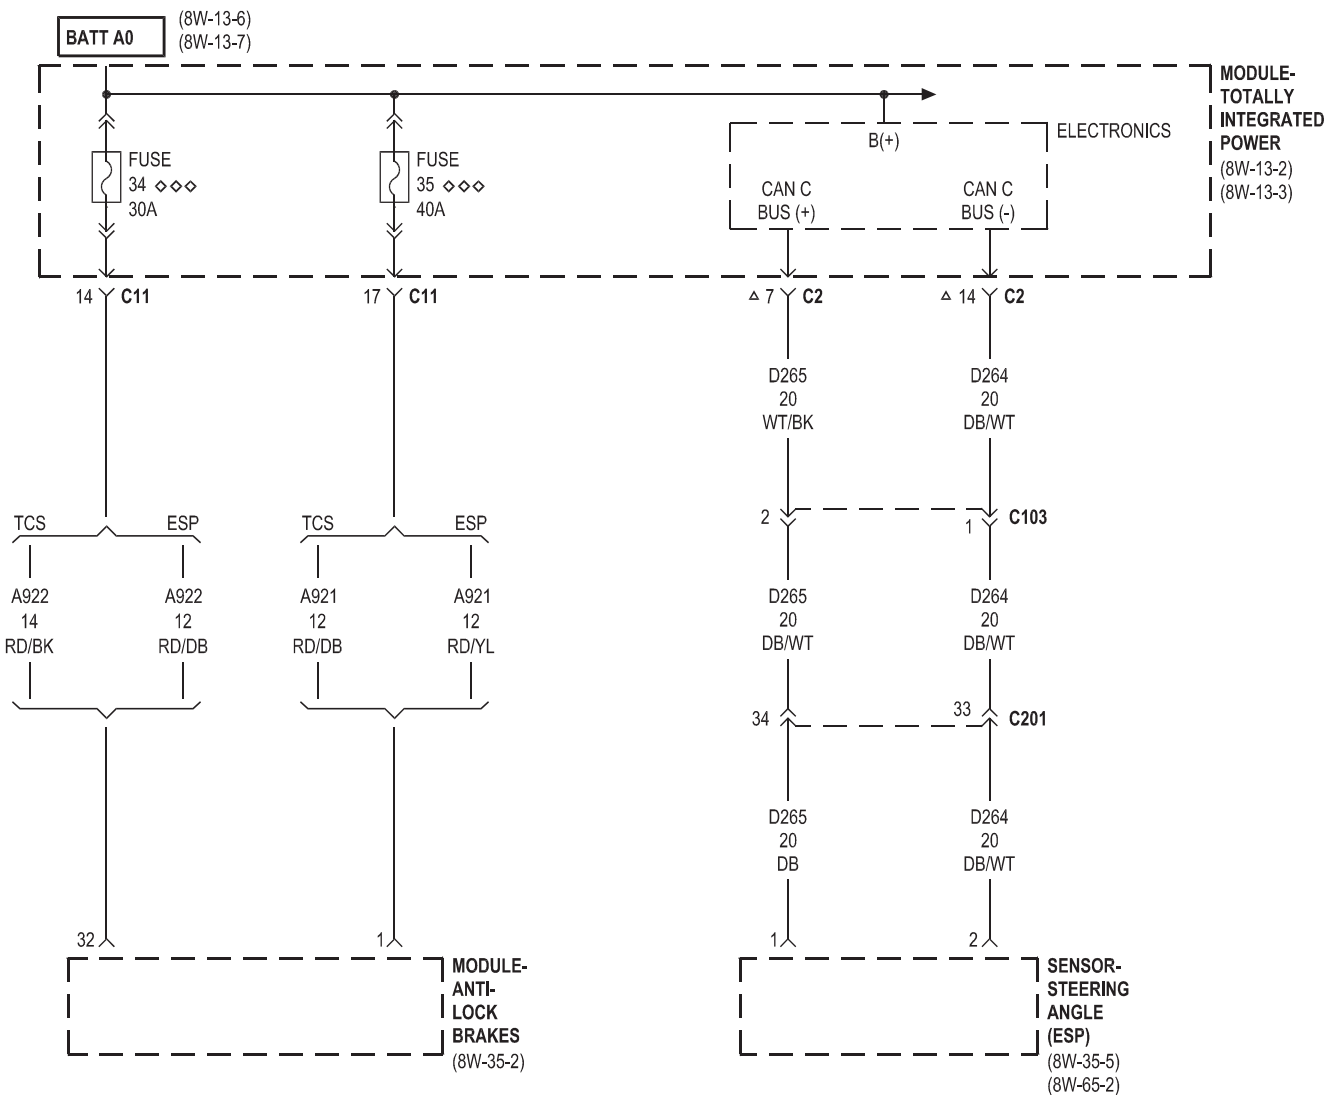 BATT A0
(8W-13-6)
(8W-13-7)
MODULE-
TOTALLY
INTEGRATED
POWER
(8W-13-2)
(8W-13-3)
FUSE
34 ◇◇◇
30A
FUSE
35 ◇◇◇
40A
B(+)
ELECTRONICS
CAN C
BUS (+)
CAN C
BUS (-)
14 C11
17 C11
△ 7 C2
△ 14 C2
D265
20
WT/BK
D264
20
DB/WT
2
1
C103
TCS
ESP
TCS
ESP
A922
14
RD/BK
A922
12
RD/DB
A921
12
RD/DB
A921
12
RD/YL
D265
20
DB/WT
D264
20
DB/WT
34
33
C201
D265
20
DB
D264
20
DB/WT
32
1
1
2
MODULE-
ANTI-
LOCK
BRAKES
(8W-35-2)
SENSOR-
STEERING
ANGLE
(ESP)
(8W-35-5)
(8W-65-2)